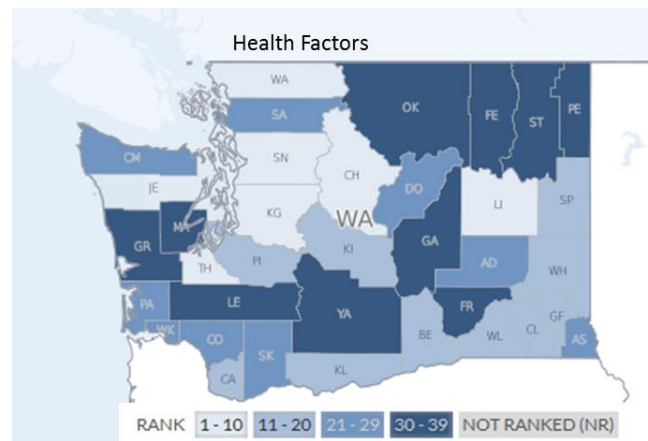 Health Factors
WA
OK
FE
ST
PE
SA
CM
SN
CH
JE
DO
LI
SP
KG
WA
MA
GR
KI
GA
PI
TH
AD
WH
PA
LE
YA
FR
GF
WK
CO
SK
BE
WL
CL
AS
CA
KL
RANK 1 - 10 11 - 20 21 - 29 30 - 39 NOT RANKED (NR)